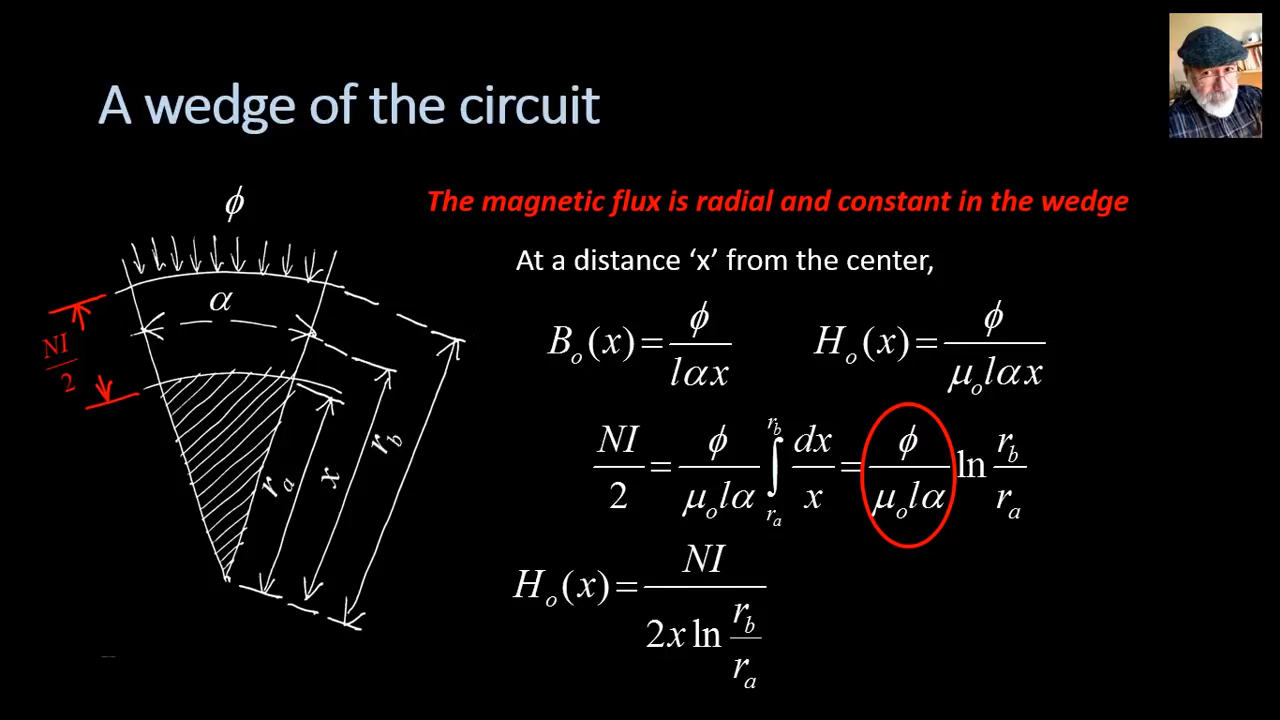 A wedge of the circuit
ϕ
The magnetic flux is radial and constant in the wedge
At a distance ‘x’ from the center,
α
NI/2
r_a
x
r_b
B_o(x) = ϕ/(lαx)
H_o(x) = ϕ/(μ_o lαx)
NI/2 = ϕ/(μ_o lα) ∫_{r_a}^{r_b} dx/x = ϕ/(μ_o lα) ln r_b/r_a
H_o(x) = NI/(2x ln r_b/r_a)